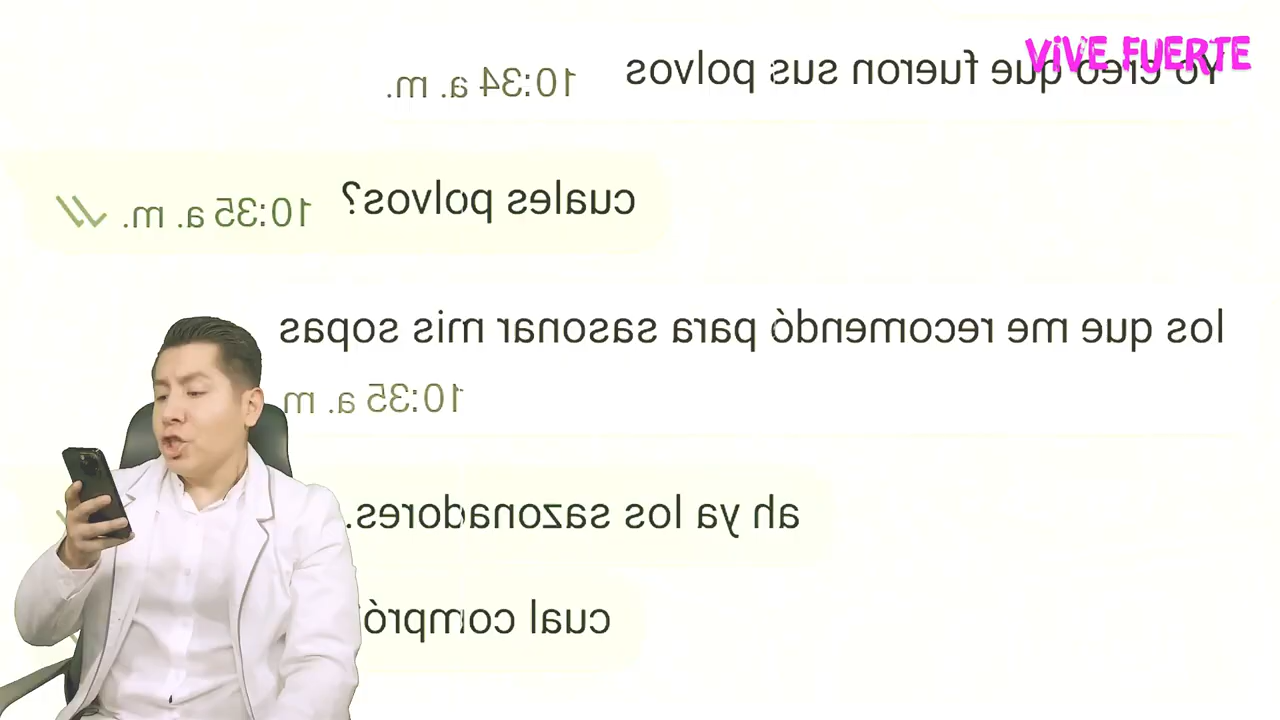 ViVE FUERTE
Yo creo que fueron sus polvos 10:34 a. m.
cuales polvos? 10:35 a. m.
los que me recomendó para sasonar mis sopas
10:35 a. m
ah ya los sazonadores.
cual compró